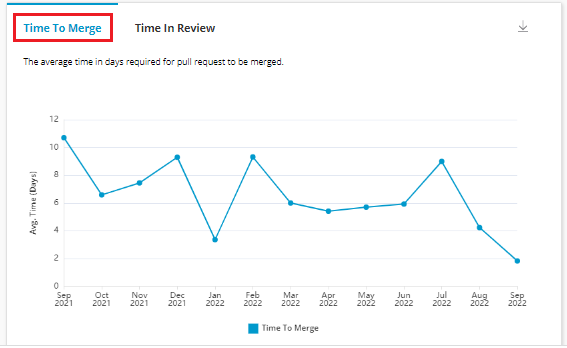 Time To Merge Time In Review
The average time in days required for pull request to be merged.
12
10
8
6
4
2
0
Avg. Time (Days)
Sep Oct Nov Dec Jan Feb Mar Apr May Jun Jul Aug Sep
2021 2021 2021 2021 2022 2022 2022 2022 2022 2022 2022 2022 2022
Time To Merge